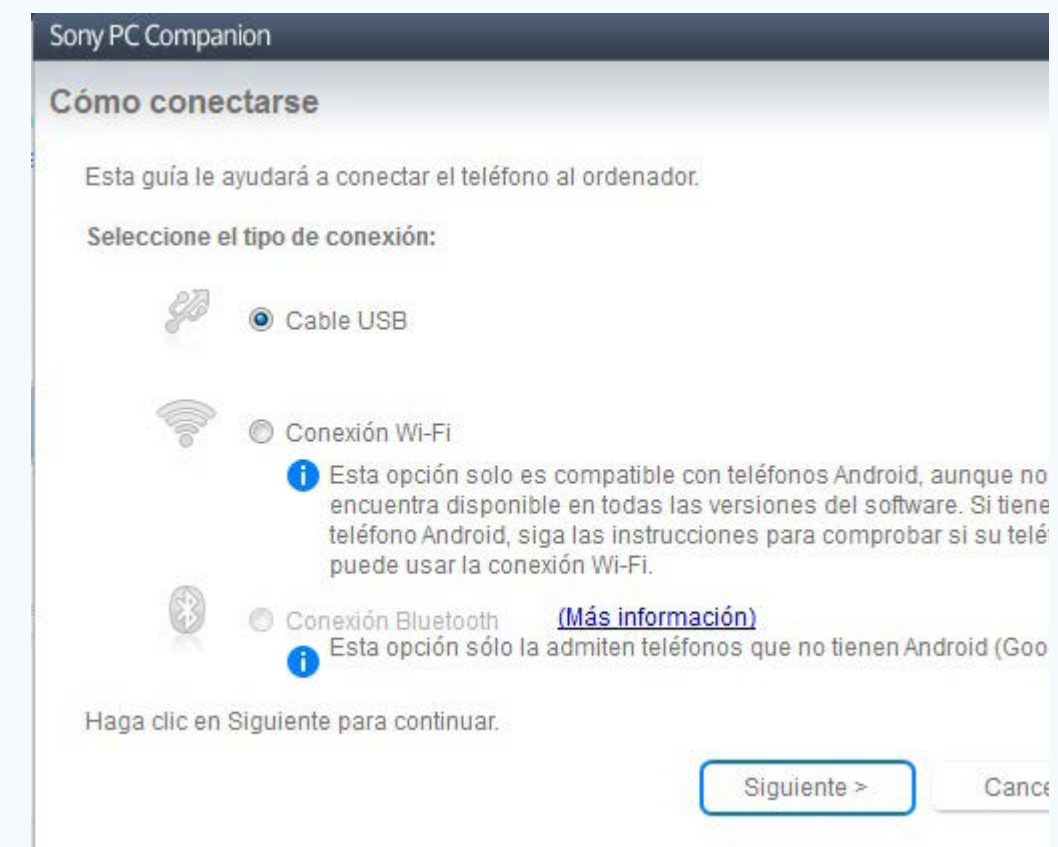 Sony PC Companion
Cómo conectarse
Esta guía le ayudará a conectar el teléfono al ordenador.
Seleccione el tipo de conexión:
Cable USB
Conexión Wi-Fi
Esta opción solo es compatible con teléfonos Android, aunque no
encuentra disponible en todas las versiones del software. Si tiene
teléfono Android, siga las instrucciones para comprobar si su
puede usar la conexión Wi-Fi.
Conexión Bluetooth (Más información)
Esta opción sólo la admiten teléfonos que no tienen Android
Haga clic en Siguiente para continuar.
Siguiente >